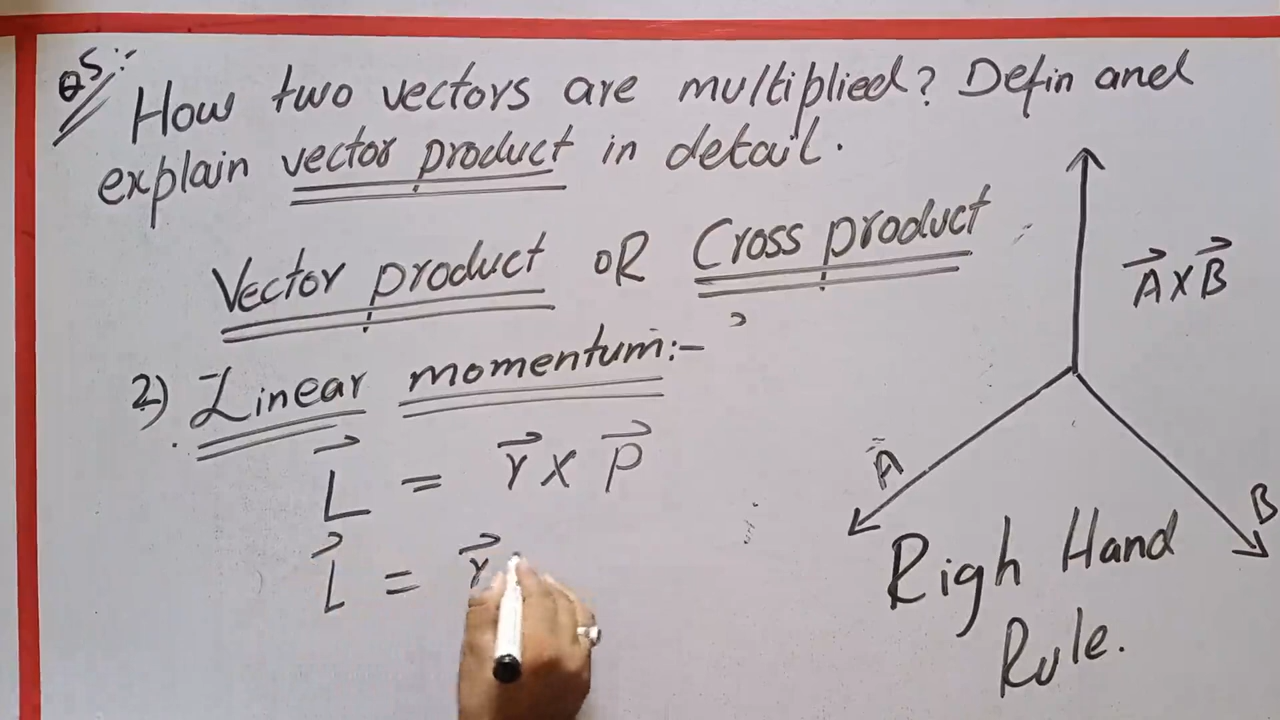 Q5:-
How two vectors are multiplied? Defin and
explain vector product in detail.
Vector product OR Cross product
2) Linear momentum:-
L⃗ = r⃗ x p⃗
L⃗ = r⃗
A⃗ x B⃗
A
B
Righ Hand
Rule.